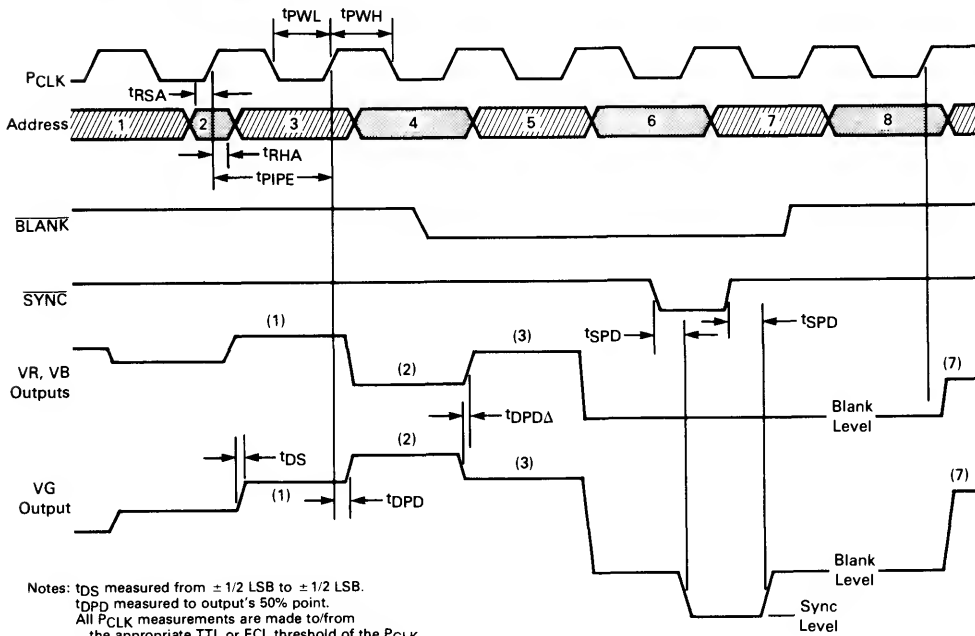 tPWL tPWH
PCLK
tRSA
Address 1 2 3 4 5 6 7 8
tRHA
tPIPE
BLANK
SYNC
(1) tSPD tSPD
VR, VB Outputs (2) (3) (7)
tDPDΔ Blank Level
tDS (2)
VG Output (1) (3) (7)
tDPD
Blank Level
Notes: tDS measured from ± 1/2 LSB to ± 1/2 LSB.
tDPD measured to output's 50% point.
All PCLK measurements are made to/from
the appropriate TTL or ECL threshold of the PCLK
Sync Level